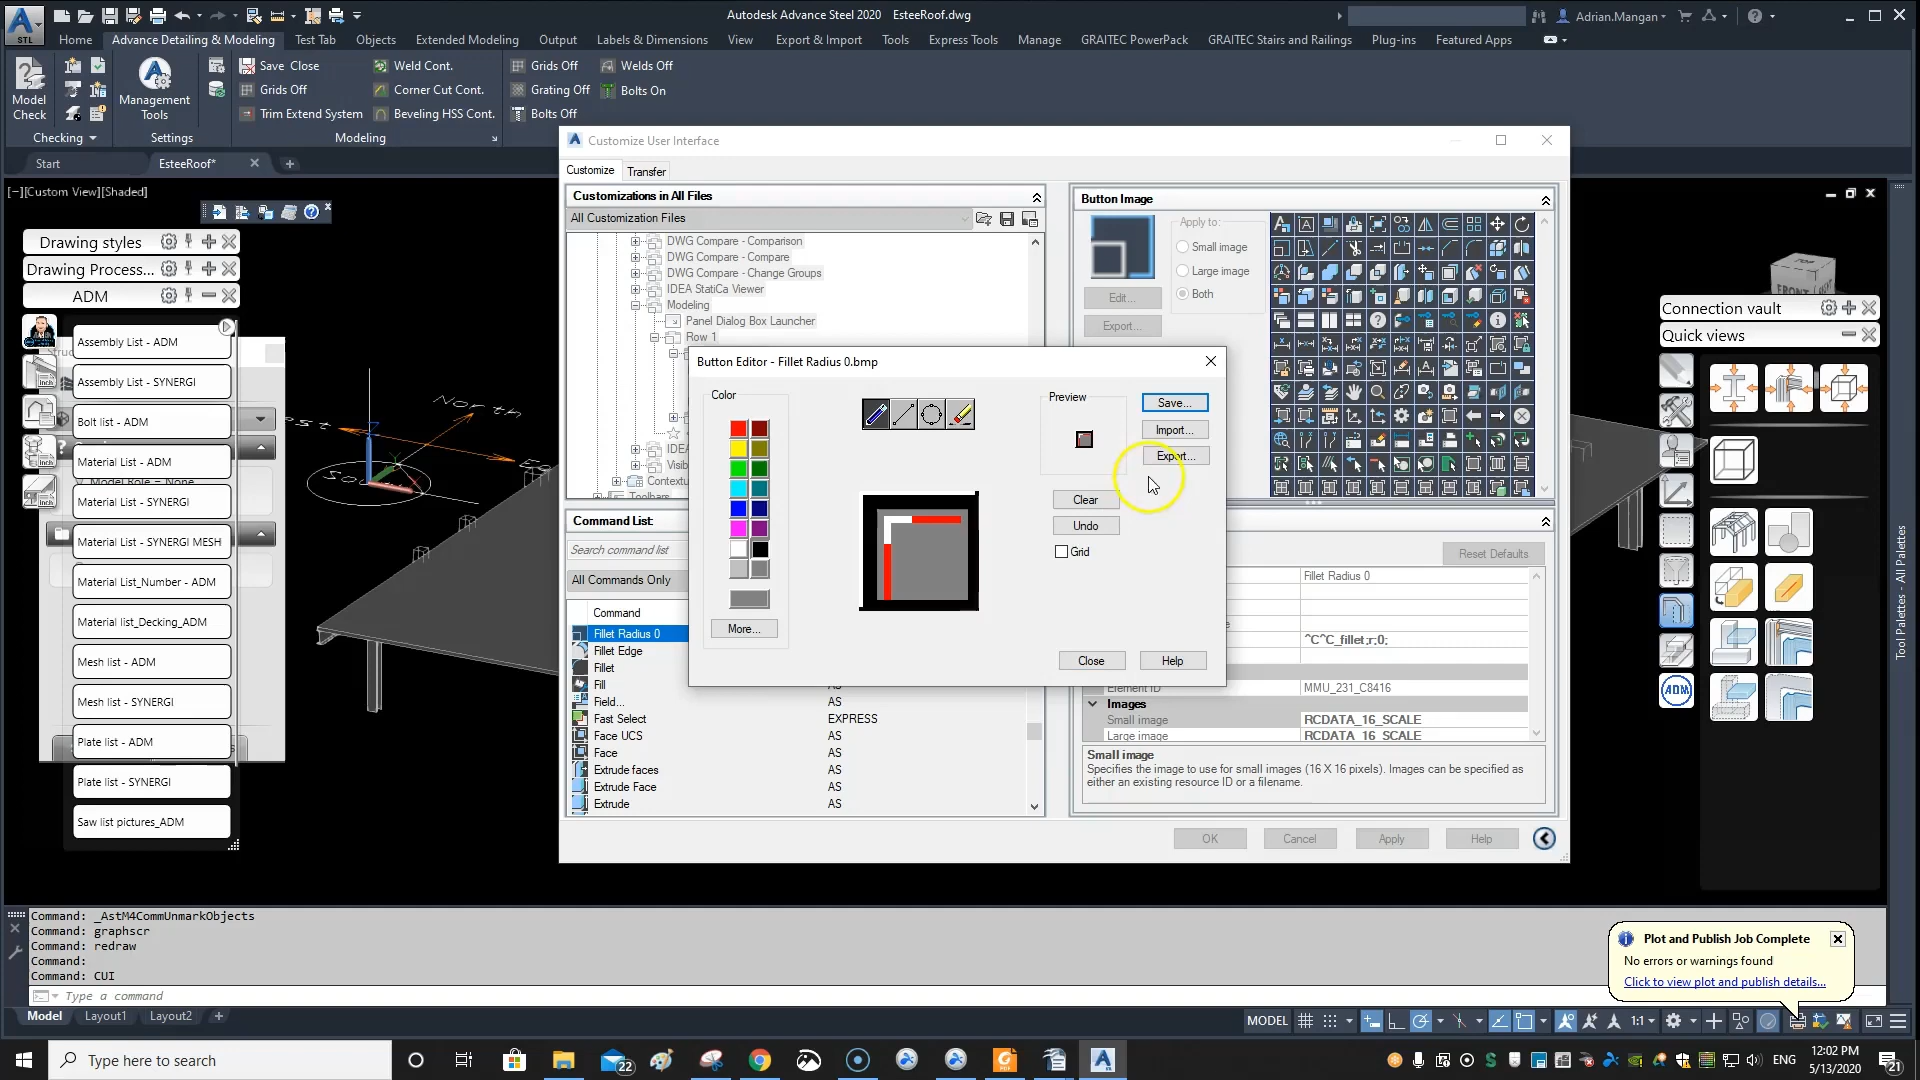 Autodesk Advance Steel 2020 EsteeRoof.dwg
Adrian.Mangan
STL
Home
Advance Detailing & Modeling
Test Tab
Objects
Extended Modeling
Output
Labels & Dimensions
View
Export & Import
Tools
Express Tools
Manage
GRAITEC PowerPack
GRAITEC Stairs and Railings
Plug-ins
Featured Apps
Model Check
Management Tools
Save Close
Grids Off
Trim Extend System
Weld Cont.
Corner Cut Cont.
Beveling HSS Cont.
Grids Off
Grating Off
Bolts Off
Welds Off
Bolts On
Checking
Settings
Modeling
Start
EsteeRoof*
[−][Custom View][Shaded]
Drawing styles
Drawing Process...
ADM
Assembly List - ADM
Assembly List - SYNERGI
Bolt list - ADM
Material List - ADM
Material List - SYNERGI
Material List - SYNERGI MESH
Material List_Number - ADM
Material list_Decking_ADM
Mesh list - ADM
Mesh list - SYNERGI
Plate list - ADM
Plate list - SYNERGI
Saw list pictures_ADM
North
Customize User Interface
Customize
Transfer
Customizations in All Files
All Customization Files
DWG Compare - Comparison
DWG Compare - Compare
DWG Compare - Change Groups
IDEA StatiCa Viewer
Modeling
Panel Dialog Box Launcher
Row 1
Command List:
Search command list
All Commands Only
Command
Fillet Radius 0
Fillet Edge
Fillet
Fill
Field...
Fast Select
EXPRESS
Face UCS
AS
Face
AS
Extrude faces
AS
Extrude Face
AS
Extrude
AS
Button Image
Apply to:
Small image
Large image
Both
Edit...
Export...
Button Editor - Fillet Radius 0.bmp
Color
More...
Preview
Save...
Import...
Export...
Clear
Undo
Grid
Close
Help
Reset Defaults
Fillet Radius 0
^C^C_fillet;r;0;
Element ID
MMU_231_C8416
Images
Small image
RCDATA_16_SCALE
Large image
RCDATA_16_SCALE
Small image
Specifies the image to use for small images (16 X 16 pixels). Images can be specified as
either an existing resource ID or a filename.
OK
Cancel
Apply
Help
TOP
FRONT
Connection vault
Quick views
ADM
Tool Palettes - All Palettes
Command: _AstM4CommUnmarkObjects
Command: graphscr
Command: redraw
Command:
Command: CUI
Type a command
Plot and Publish Job Complete
No errors or warnings found
Click to view plot and publish details...
Model
Layout1
Layout2
MODEL
1:1
Type here to search
22
ENG
12:02 PM
5/13/2020
21